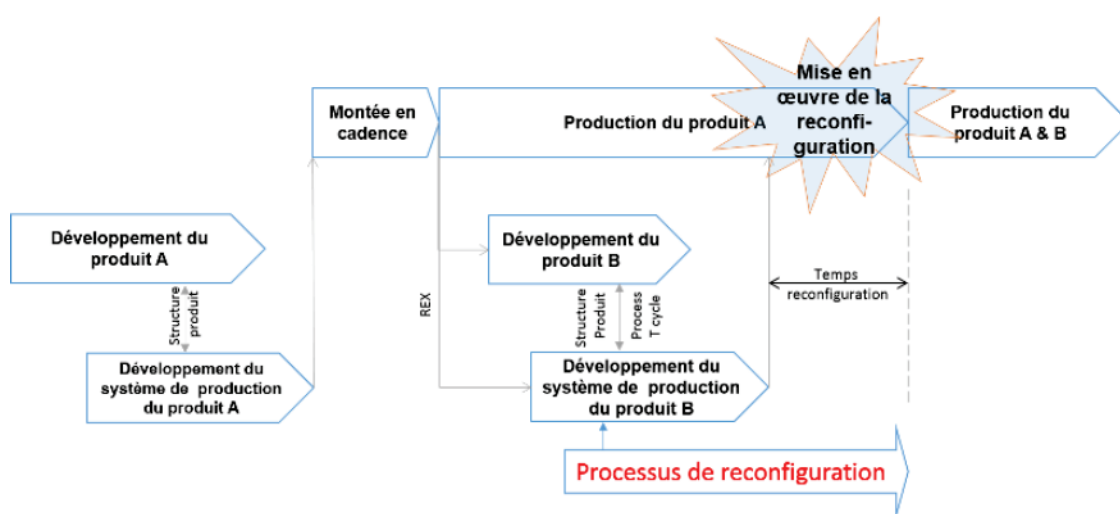 Mise en
œuvre de la
reconfi-
guration
Montée en
cadence
Production du produit A
Production du
produit A & B
Développement du
produit A
Développement du
produit B
Structure
produit
REX
Structure
Produit
Process
T cycle
Temps
reconfiguration
Développement du
système de production
du produit A
Développement du
système de production
du produit B
Processus de reconfiguration